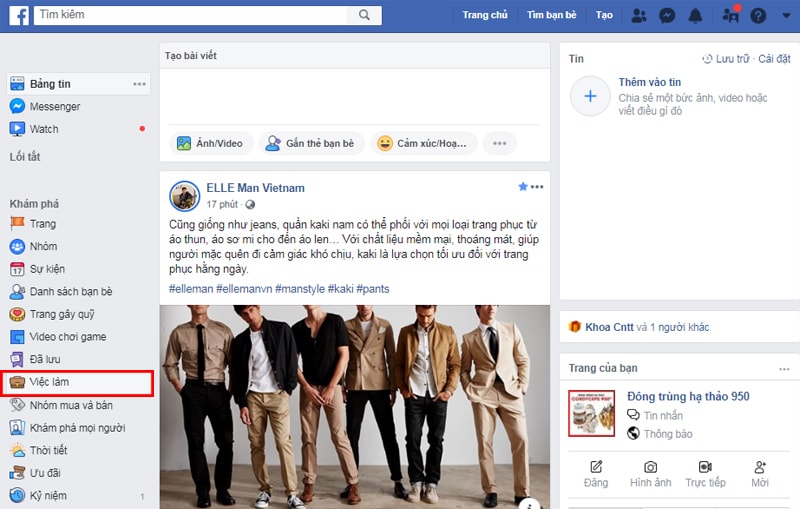 f
Tìm kiếm
Trang chủ
Tìm bạn bè
Tạo
Bảng tin
Messenger
Watch
Lối tắt
Khám phá
Trang
Nhóm
Sự kiện
Danh sách bạn bè
Trang gây quỹ
Video chơi game
Đã lưu
Việc làm
Nhóm mua và bán
Khám phá mọi người
Thời tiết
Ưu đãi
Kỷ niệm 1
Tạo bài viết
Ảnh/Video
Gắn thẻ bạn bè
Cảm xúc/Hoạ...
ELLE Man Vietnam
17 phút ·
Cũng giống như jeans, quần kaki nam có thể phối với mọi loại trang phục từ
áo thun, áo sơ mi cho đến áo len… Với chất liệu mềm mại, thoáng mát, giúp
người mặc quên đi cảm giác khó chịu, kaki là lựa chọn tối ưu đối với trang
phục hằng ngày.
#elleman #ellemanvn #manstyle #kaki #pants
Tin
Lưu trữ · Cài đặt
Thêm vào tin
Chia sẻ một bức ảnh, video hoặc
viết điều gì đó
Khoa Cntt và 1 người khác
Trang của bạn
CORDYCEPS 950
Đông trùng hạ thảo 950
Tin nhắn
Thông báo
Đăng
Hình ảnh
Trực tiếp
Mời